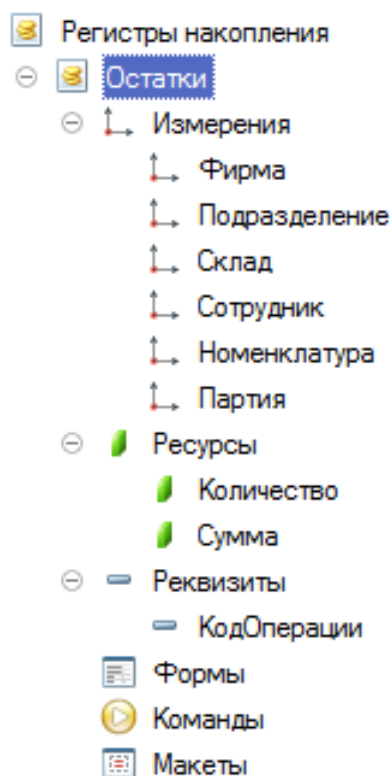 Регистры накопления
Остатки
Измерения
Фирма
Подразделение
Склад
Сотрудник
Номенклатура
Партия
Ресурсы
Количество
Сумма
Реквизиты
КодОперации
Формы
Команды
Макеты